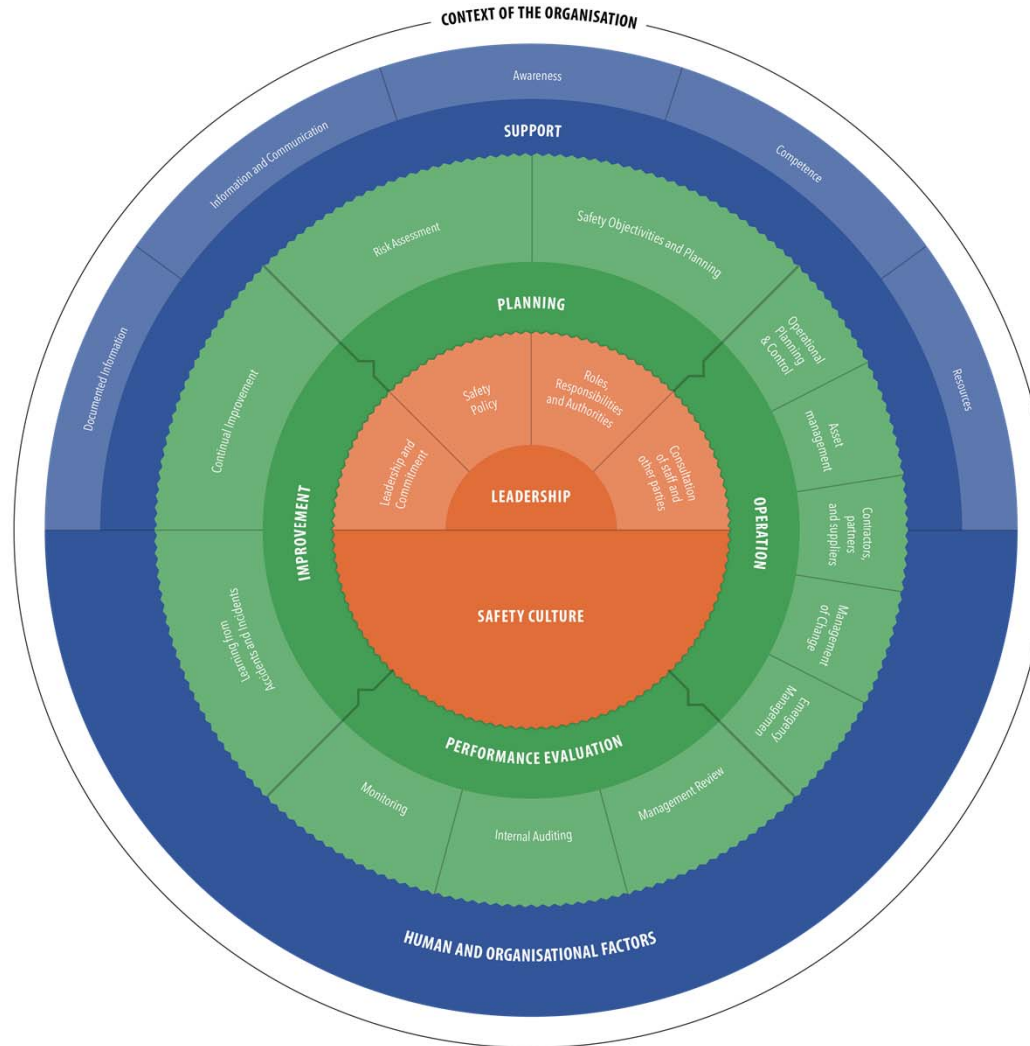 CONTEXT OF THE ORGANISATION
Awareness
Information and Communication
Competence
Documented Information
Resources
SUPPORT
Risk Assessment
Safety Objectivities and Planning
PLANNING
Continual Improvement
Operational
Planning
& Control
Asset
management
Contractors,
partners
and suppliers
Management
of Change
Emergency
Managemen
OPERATION
IMPROVEMENT
Learning from
Accidents and Incidents
Leadership and
Commitment
Safety
Policy
Roles,
Responsibilities
and Authorities
Consultation
of staff and
other parties
LEADERSHIP
SAFETY CULTURE
PERFORMANCE EVALUATION
Monitoring
Internal Auditing
Management Review
HUMAN AND ORGANISATIONAL FACTORS